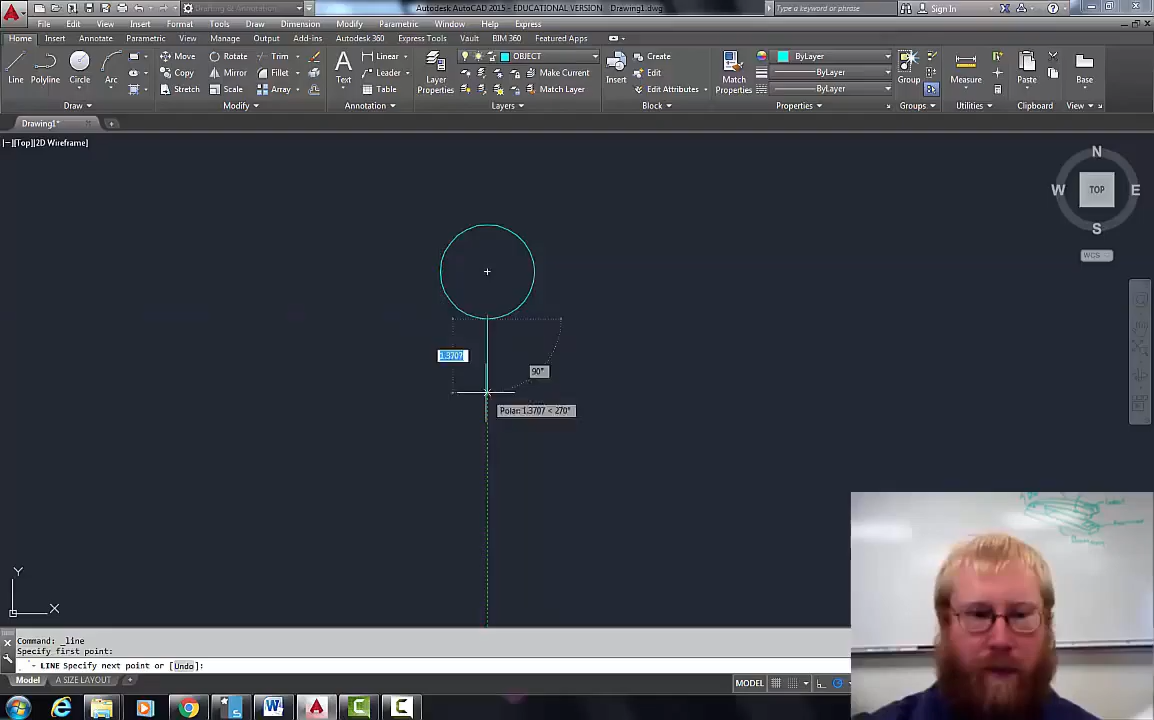 Drafting & Annotation
Autodesk AutoCAD 2015 - EDUCATIONAL VERSION Drawing1.dwg
Type a keyword or phrase
Sign In
File Edit View Insert Format Tools Draw Dimension Modify Parametric Window Help Express
Home Insert Annotate Parametric View Manage Output Add-ins Autodesk 360 Express Tools Vault BIM 360 Featured Apps
Line Polyline Circle Arc
Move Rotate Trim
Copy Mirror Fillet
Stretch Scale Array
Text
Linear
Leader
Table
Layer
Properties
OBJECT
Make Current
Match Layer
Insert
Create
Edit
Edit Attributes
Match
Properties
ByLayer
ByLayer
ByLayer
Group
Measure
Paste
Base
Draw Modify Annotation Layers Block Properties Groups Utilities Clipboard View
Drawing1*
[−][Top][2D Wireframe]
N
W TOP E
S
WCS
1.3707
90°
Polar: 1.3707 < 270°
Y
X
Command: _line
Specify first point:
LINE Specify next point or [Undo]:
Model A SIZE LAYOUT
MODEL